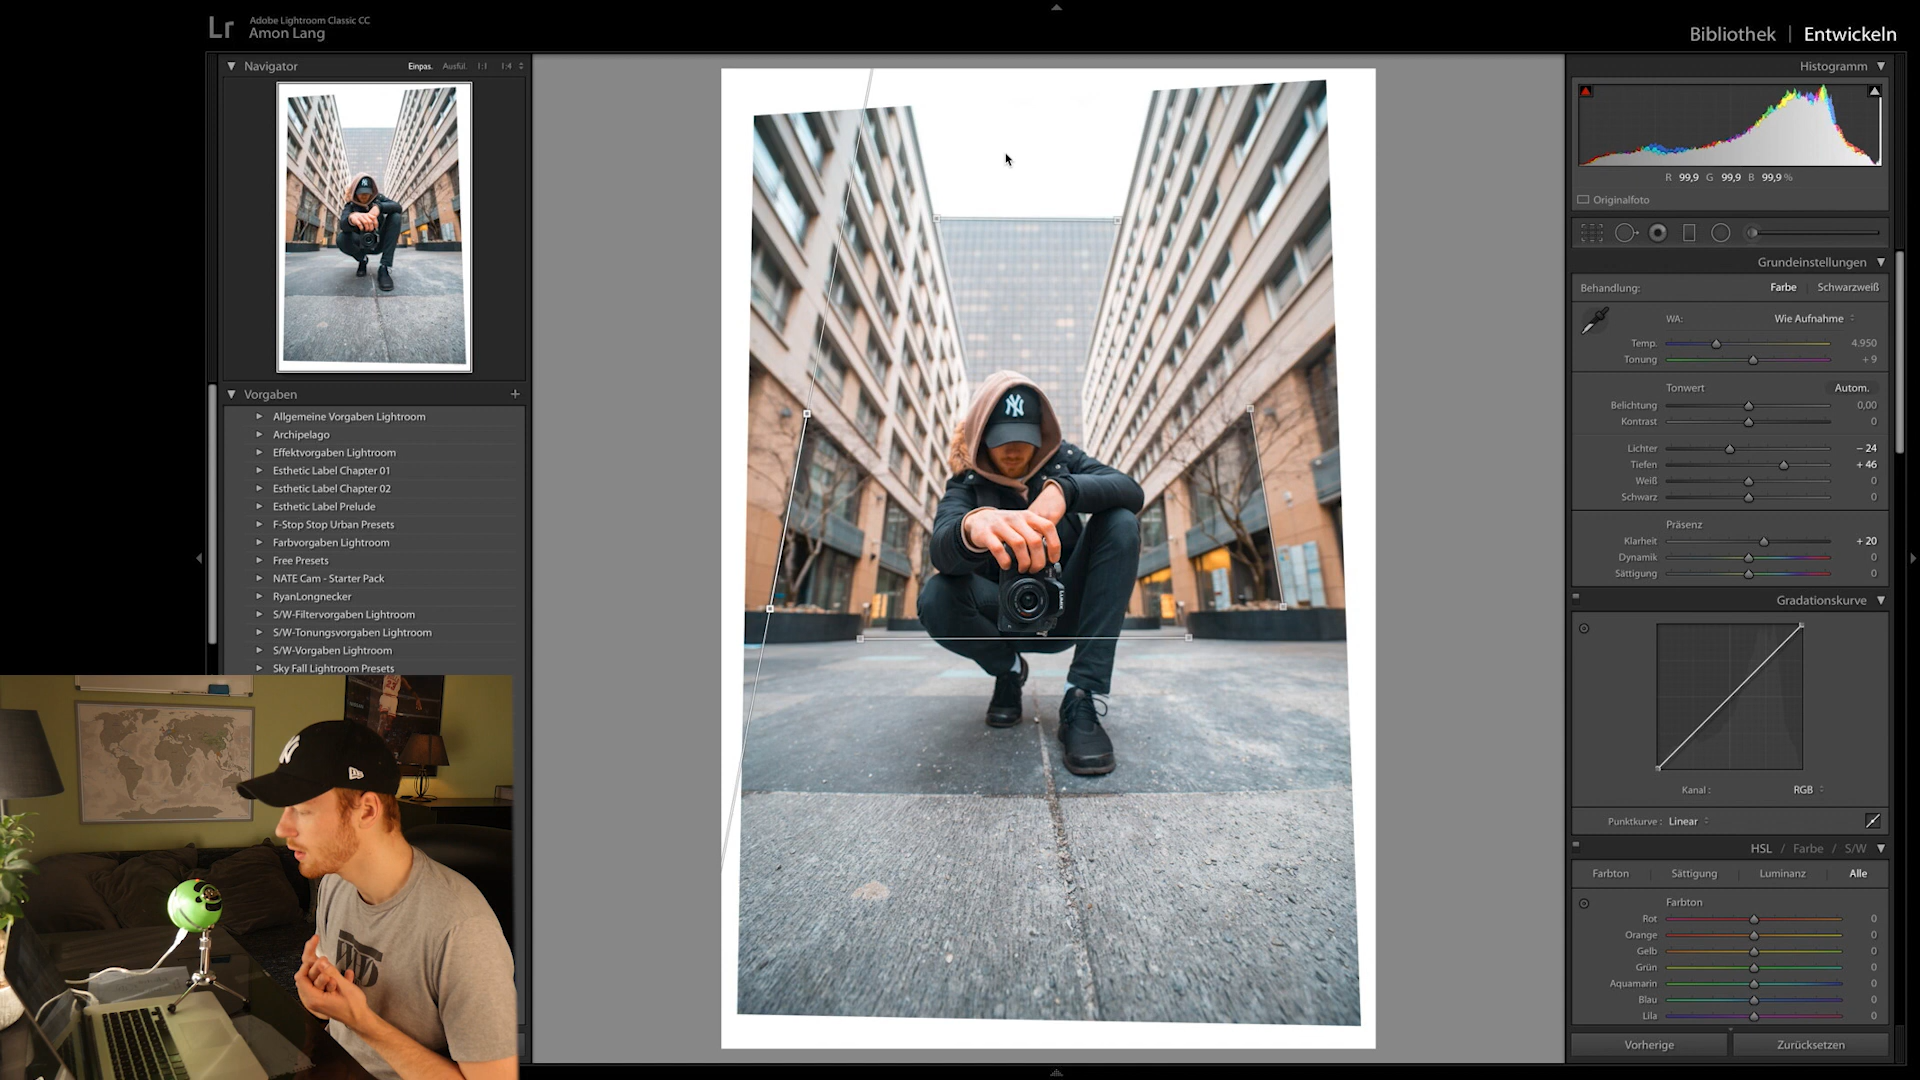 Lr
Adobe Lightroom Classic CC
Amon Lang
Bibliothek | Entwickeln
Navigator
Einpas. Ausfül. 1:1 1:4
Vorgaben +
Allgemeine Vorgaben Lightroom
Archipelago
Effektvorgaben Lightroom
Esthetic Label Chapter 01
Esthetic Label Chapter 02
Esthetic Label Prelude
F-Stop Stop Urban Presets
Farbvorgaben Lightroom
Free Presets
NATE Cam - Starter Pack
RyanLongnecker
S/W-Filtervorgaben Lightroom
S/W-Tonungsvorgaben Lightroom
S/W-Vorgaben Lightroom
Sky Fall Lightroom Presets
NY
LUMIX
NY
23
Histogramm
R 99,9 G 99,9 B 99,9 %
Originalfoto
Grundeinstellungen
Behandlung: Farbe | Schwarzweiß
WA: Wie Aufnahme
Temp. 4.950
Tonung + 9
Tonwert Autom.
Belichtung 0,00
Kontrast 0
Lichter – 24
Tiefen + 46
Weiß 0
Schwarz 0
Präsenz
Klarheit + 20
Dynamik 0
Sättigung 0
Gradationskurve
Kanal : RGB
Punktkurve : Linear
HSL / Farbe / S/W
Farbton Sättigung Luminanz Alle
Farbton
Rot 0
Orange 0
Gelb 0
Grün 0
Aquamarin 0
Blau 0
Lila 0
Vorherige Zurücksetzen